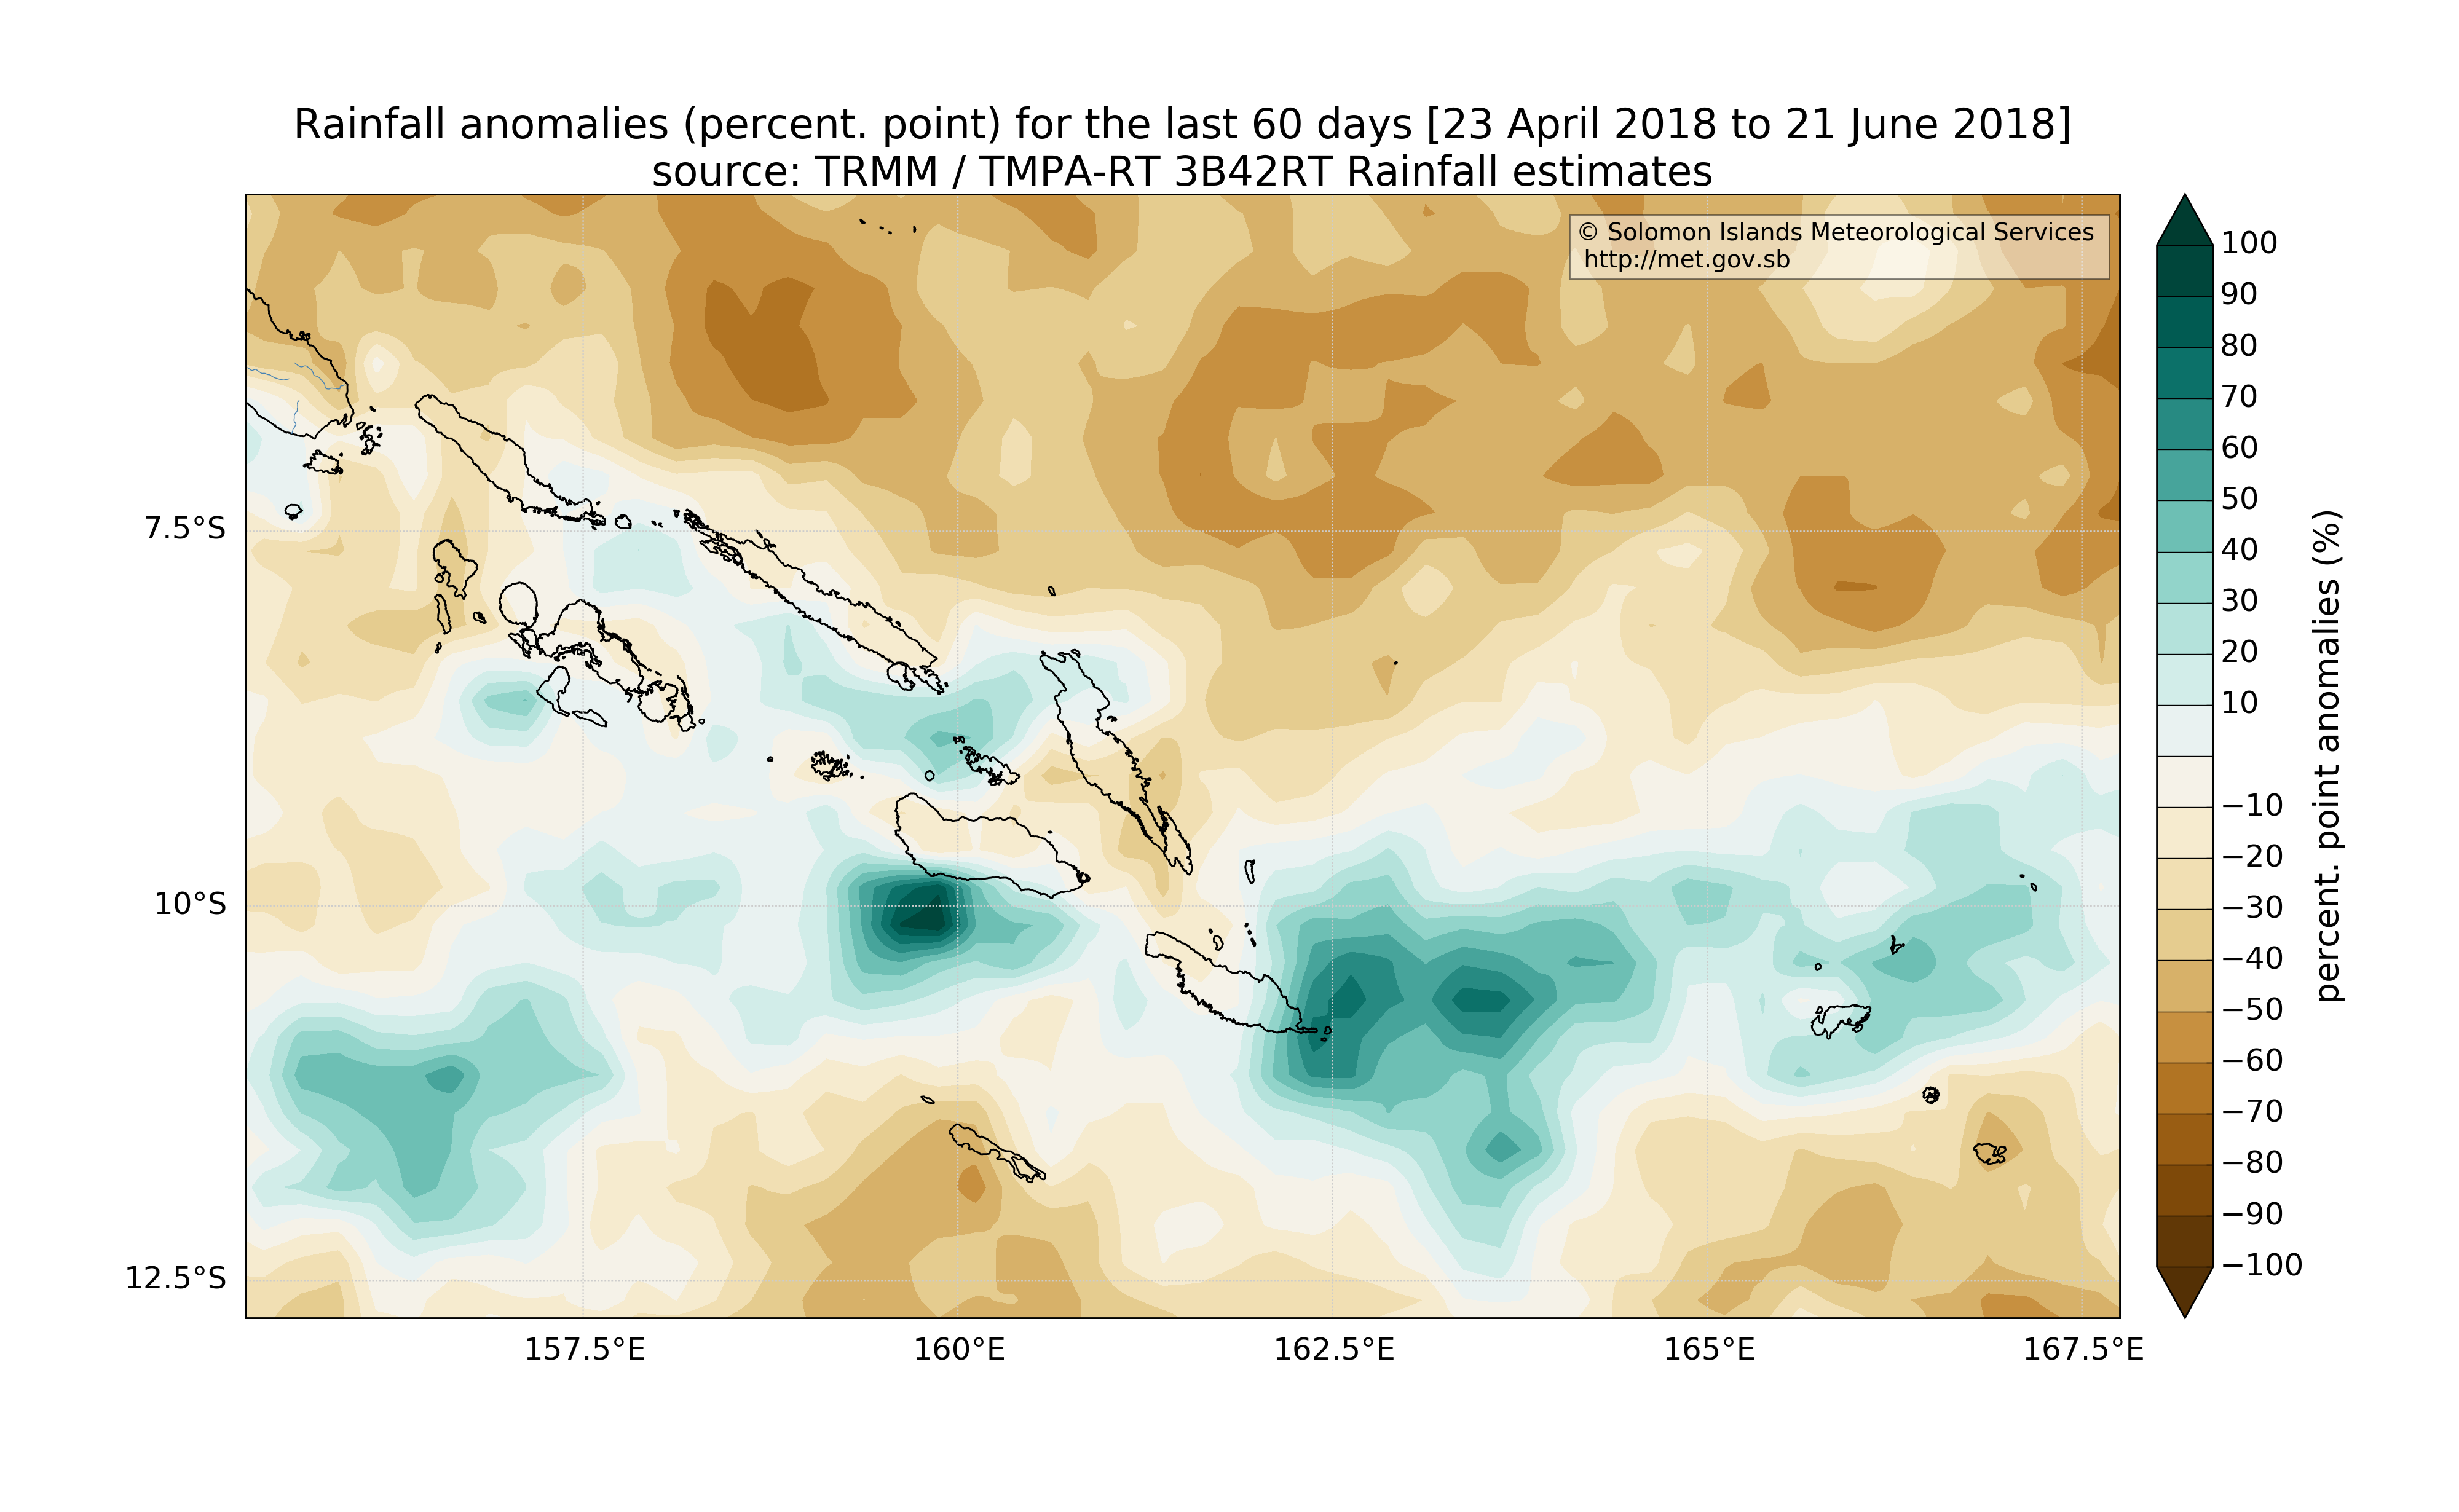 Rainfall anomalies (percent. point) for the last 60 days [23 April 2018 to 21 June 2018]
source: TRMM / TMPA-RT 3B42RT Rainfall estimates
© Solomon Islands Meteorological Services
http://met.gov.sb
7.5°S
10°S
12.5°S
157.5°E
160°E
162.5°E
165°E
167.5°E
100
90
80
70
60
50
40
30
20
10
−10
−20
−30
−40
−50
−60
−70
−80
−90
−100
percent. point anomalies (%)